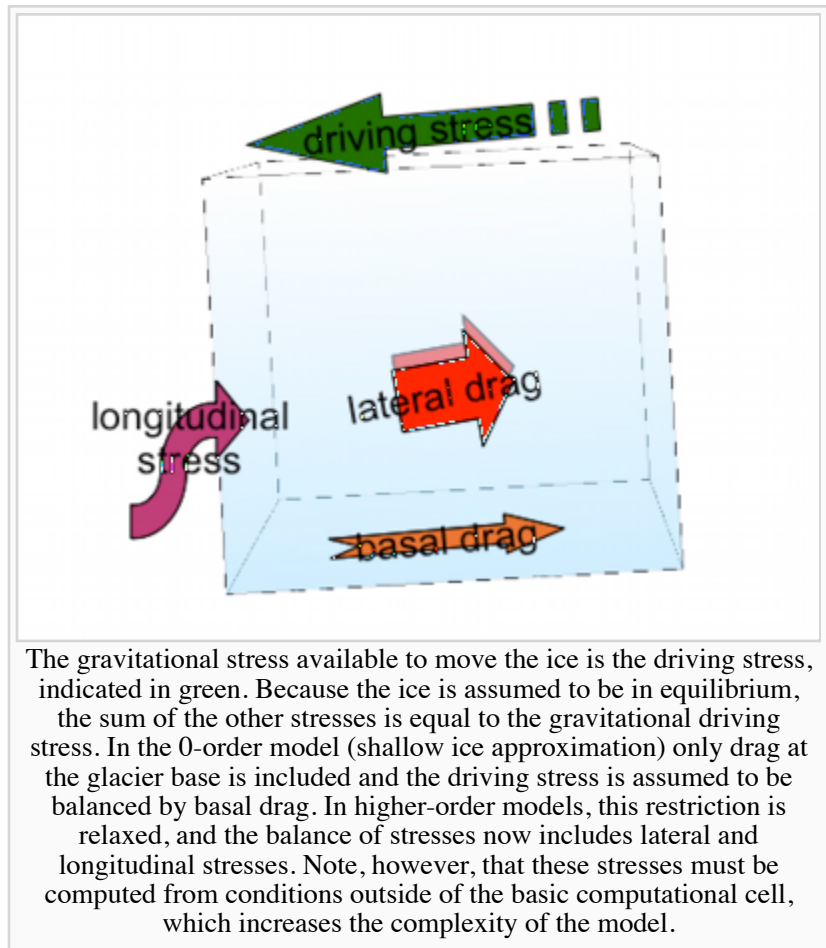 driving stress
lateral drag
longitudinal
stress
basal drag
The gravitational stress available to move the ice is the driving stress,
indicated in green. Because the ice is assumed to be in equilibrium,
the sum of the other stresses is equal to the gravitational driving
stress. In the 0-order model (shallow ice approximation) only drag at
the glacier base is included and the driving stress is assumed to be
balanced by basal drag. In higher-order models, this restriction is
relaxed, and the balance of stresses now includes lateral and
longitudinal stresses. Note, however, that these stresses must be
computed from conditions outside of the basic computational cell,
which increases the complexity of the model.